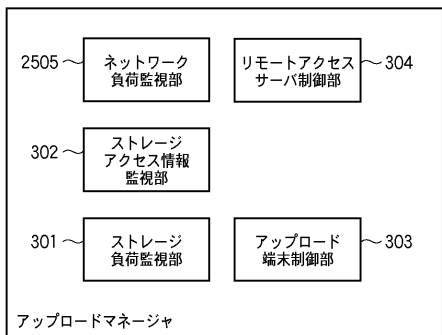 2505
ネットワーク
負荷監視部
リモートアクセス
サーバ制御部
304
302
ストレージ
アクセス情報
監視部
301
ストレージ
負荷監視部
アップロード
端末制御部
303
アップロードマネージャ